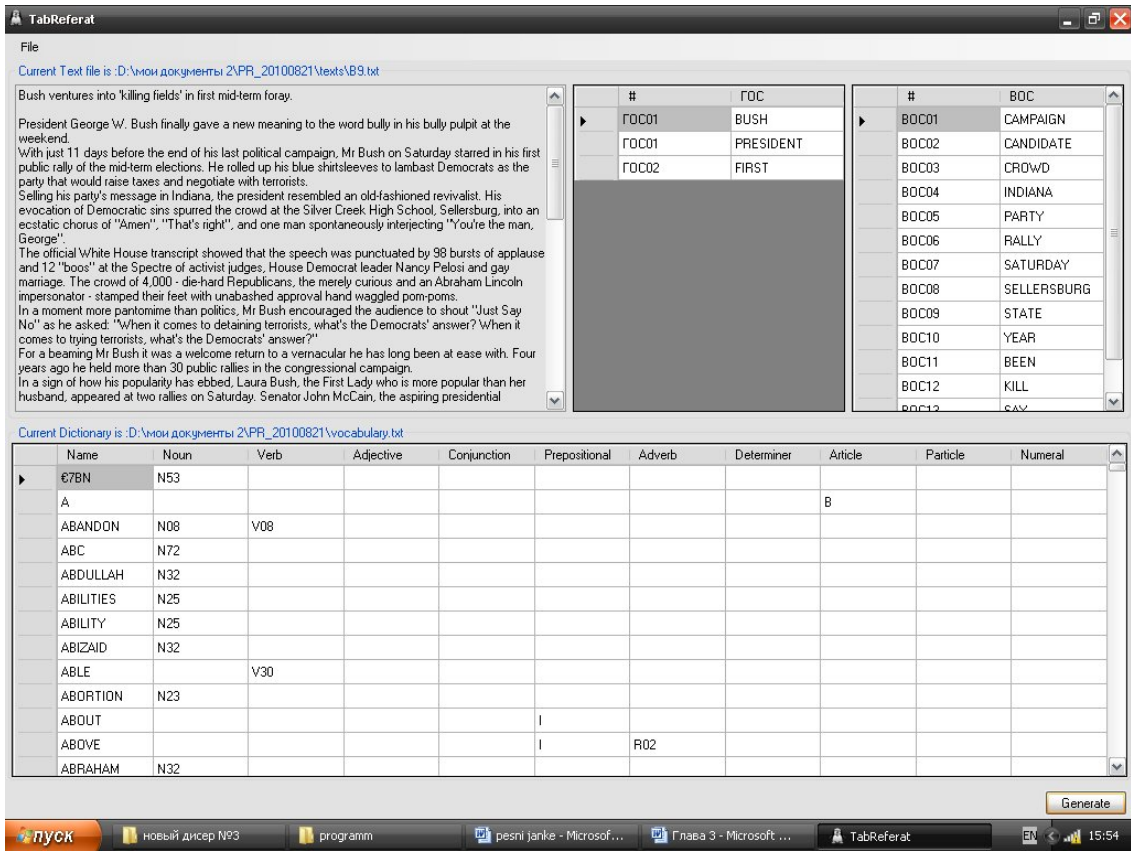 TabReferat
File
Current Text file is :D:\мои документы 2\PR_20100821\texts\B9.txt
Bush ventures into 'killing fields' in first mid-term foray.
President George W. Bush finally gave a new meaning to the word bully in his bully pulpit at the
weekend.
With just 11 days before the end of his last political campaign, Mr Bush on Saturday starred in his first
public rally of the mid-term elections. He rolled up his blue shirtsleeves to lambast Democrats as the
party that would raise taxes and negotiate with terrorists.
Selling his party's message in Indiana, the president resembled an old-fashioned revivalist. His
evocation of Democratic sins spurred the crowd at the Silver Creek High School, Sellersburg, into an
ecstatic chorus of "Amen", "That's right", and one man spontaneously interjecting "You're the man,
George".
The official White House transcript showed that the speech was punctuated by 98 bursts of applause
and 12 "boos" at the Spectre of activist judges, House Democrat leader Nancy Pelosi and gay
marriage. The crowd of 4,000 - die-hard Republicans, the merely curious and an Abraham Lincoln
impersonator - stamped their feet with unabashed approval hand waggled pom-poms.
In a moment more pantomime than politics, Mr Bush encouraged the audience to shout "Just Say
No" as he asked: "When it comes to detaining terrorists, what's the Democrats' answer? When it
comes to trying terrorists, what's the Democrats' answer?"
For a beaming Mr Bush it was a welcome return to a vernacular he has long been at ease with. Four
years ago he held more than 30 public rallies in the congressional campaign.
In a sign of how his popularity has ebbed, Laura Bush, the First Lady who is more popular than her
husband, appeared at two rallies on Saturday. Senator John McCain, the aspiring presidential
# ГОС
ГОС01 BUSH
ГОС01 PRESIDENT
ГОС02 FIRST
# ВОС
ВОС01 CAMPAIGN
ВОС02 CANDIDATE
ВОС03 CROWD
ВОС04 INDIANA
ВОС05 PARTY
ВОС06 RALLY
ВОС07 SATURDAY
ВОС08 SELLERSBURG
ВОС09 STATE
ВОС10 YEAR
ВОС11 BEEN
ВОС12 KILL
ВОС13 SAY
Current Dictionary is :D:\мои документы 2\PR_20100821\vocabulary.txt
Name Noun Verb Adjective Conjunction Prepositional Adverb Determiner Article Particle Numeral
€7BN N53
A B
ABANDON N08 V08
ABC N72
ABDULLAH N32
ABILITIES N25
ABILITY N25
ABIZAID N32
ABLE V30
ABORTION N23
ABOUT I
ABOVE I R02
ABRAHAM N32
Generate
пуск новый дисер №3 programm pesni janke - Microsof... Глава 3 - Microsoft ... TabReferat EN 15:54